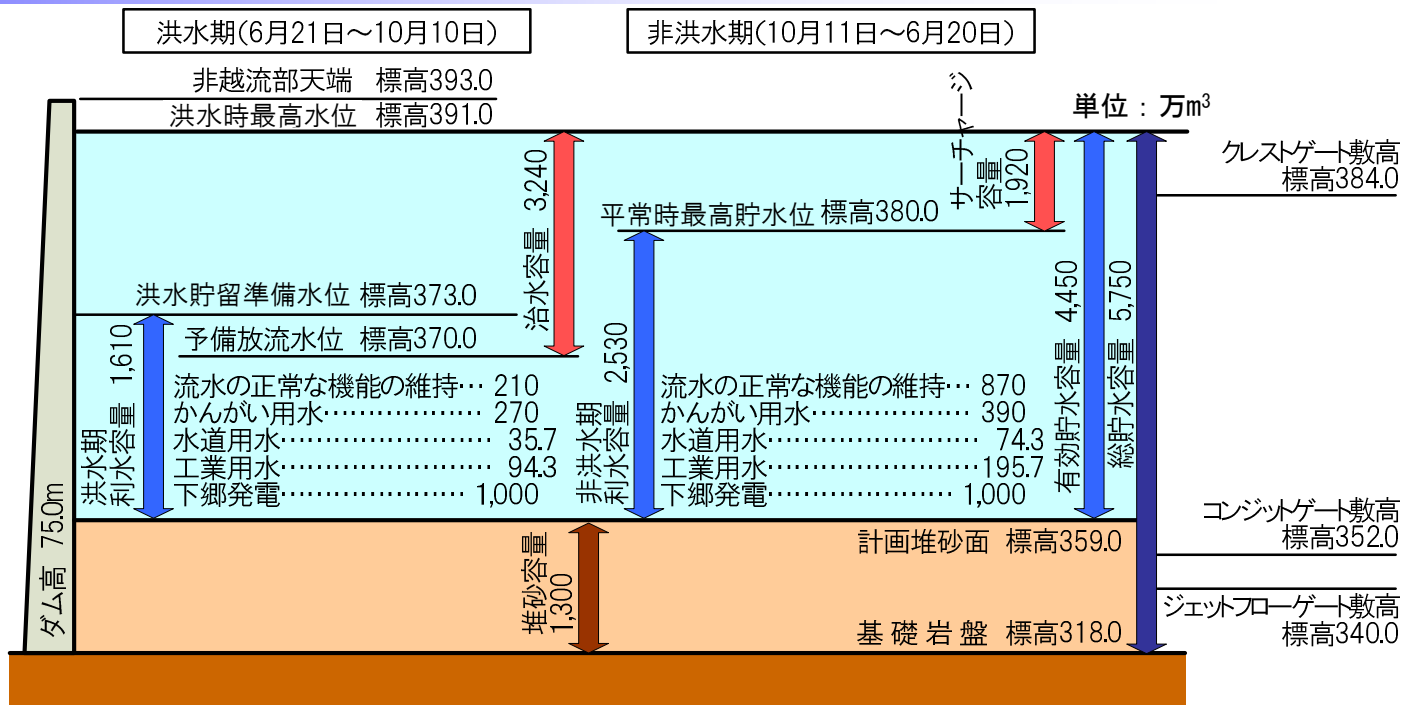 洪水期(6月21日～10月10日)
非洪水期(10月11日～6月20日)
非越流部天端 標高393.0
洪水時最高水位 標高391.0
単位：万m³
サーチャージ
容量
1,920
クレストゲート敷高
標高384.0
治水容量 3,240
平常時最高貯水位 標高380.0
洪水貯留準備水位 標高373.0
予備放流水位 標高370.0
洪水期
利水容量 1,610
流水の正常な機能の維持… 210
かんがい用水……………… 270
水道用水…………………… 35.7
工業用水…………………… 94.3
下郷発電………………… 1,000
非洪水期
利水容量 2,530
流水の正常な機能の維持… 870
かんがい用水……………… 390
水道用水…………………… 74.3
工業用水…………………… 195.7
下郷発電………………… 1,000
有効貯水容量 4,450
総貯水容量 5,750
ダム高 75.0m
計画堆砂面 標高359.0
堆砂容量
1,300
基礎岩盤 標高318.0
コンジットゲート敷高
標高352.0
ジェットフローゲート敷高
標高340.0